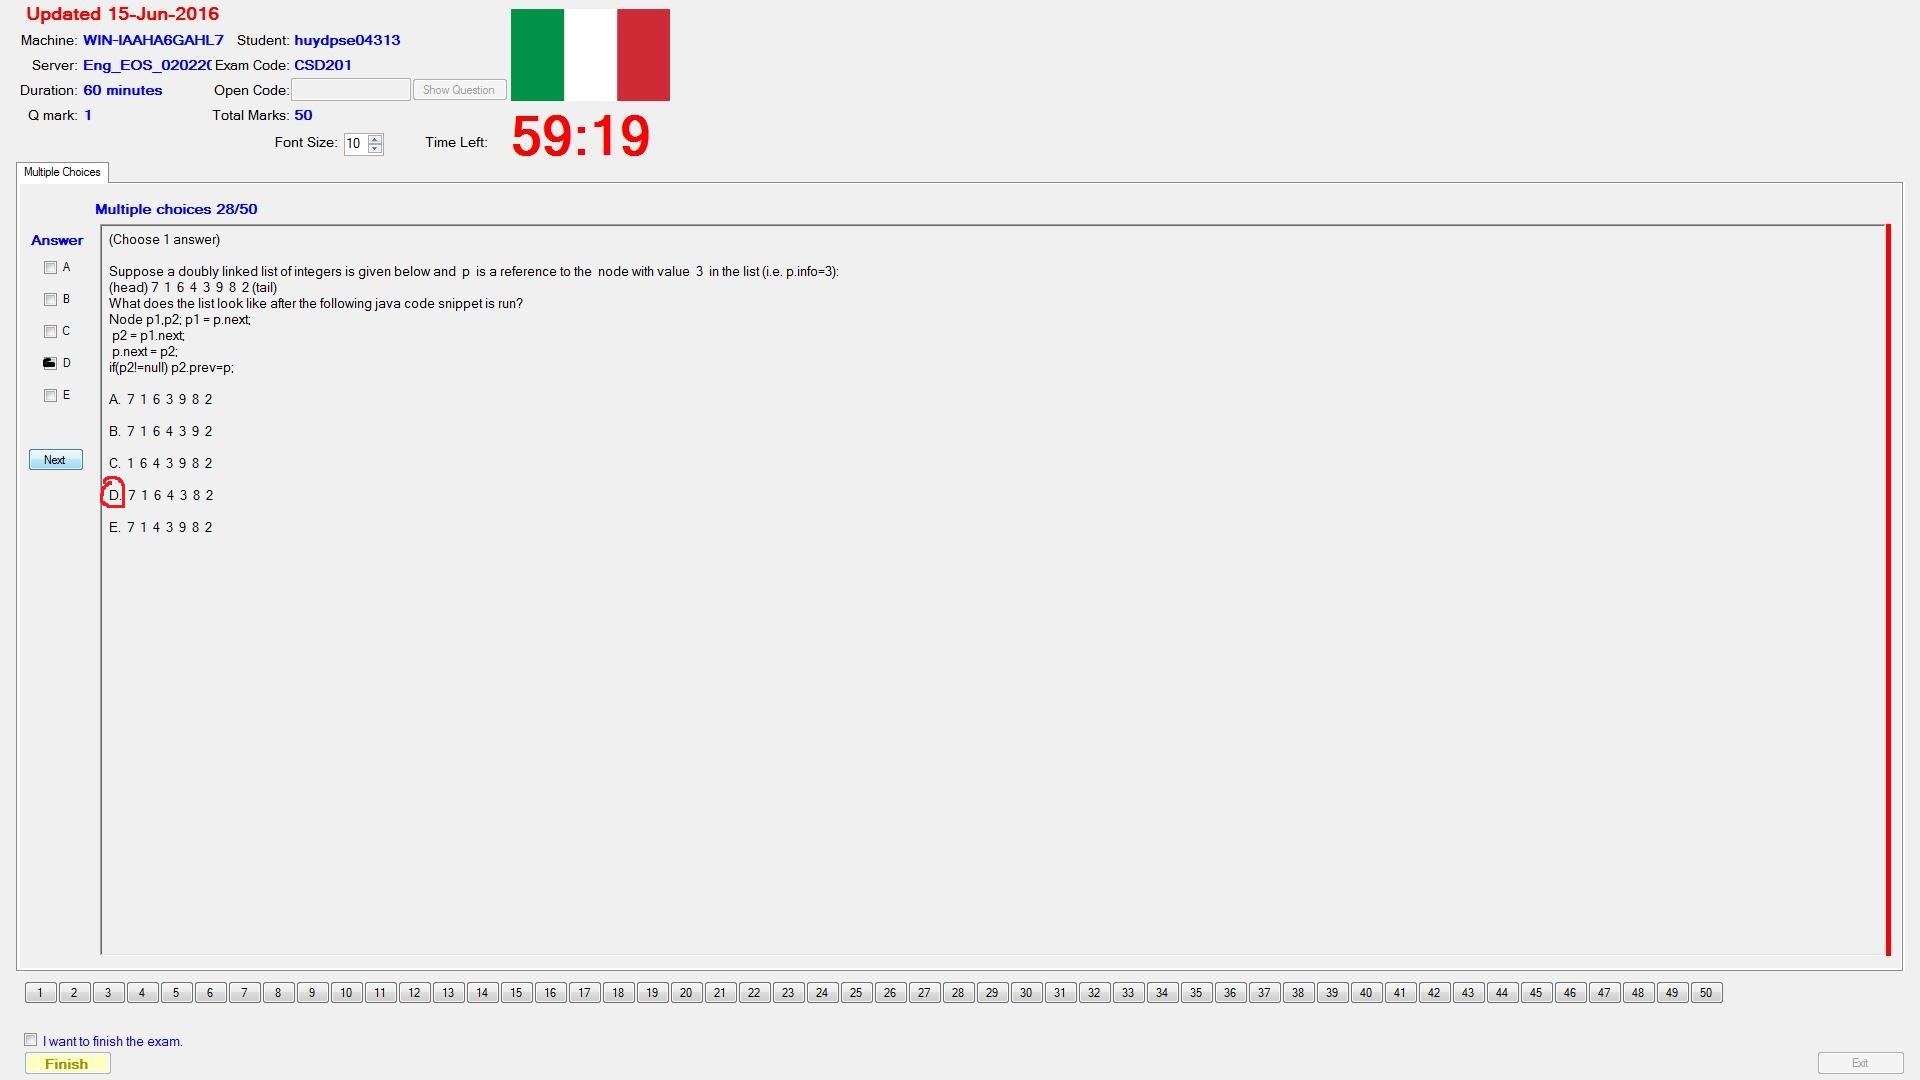 Updated 15-Jun-2016
Machine: WIN-IAAHA6GAHL7 Student: huydpse04313
Server: Eng_EOS_020220 Exam Code: CSD201
Duration: 60 minutes Open Code: Show Question
Q mark: 1 Total Marks: 50
Font Size: 10 Time Left: 59:19
Multiple Choices
Multiple choices 28/50
Answer
A
B
C
D
E
Next
(Choose 1 answer)
Suppose a doubly linked list of integers is given below and p is a reference to the node with value 3 in the list (i.e. p.info=3):
(head) 7 1 6 4 3 9 8 2 (tail)
What does the list look like after the following java code snippet is run?
Node p1,p2; p1 = p.next;
p2 = p1.next;
p.next = p2;
if(p2!=null) p2.prev=p;
A. 7 1 6 3 9 8 2
B. 7 1 6 4 3 9 2
C. 1 6 4 3 9 8 2
D. 7 1 6 4 3 8 2
E. 7 1 4 3 9 8 2
1 2 3 4 5 6 7 8 9 10 11 12 13 14 15 16 17 18 19 20 21 22 23 24 25 26 27 28 29 30 31 32 33 34 35 36 37 38 39 40 41 42 43 44 45 46 47 48 49 50
I want to finish the exam.
Finish Exit